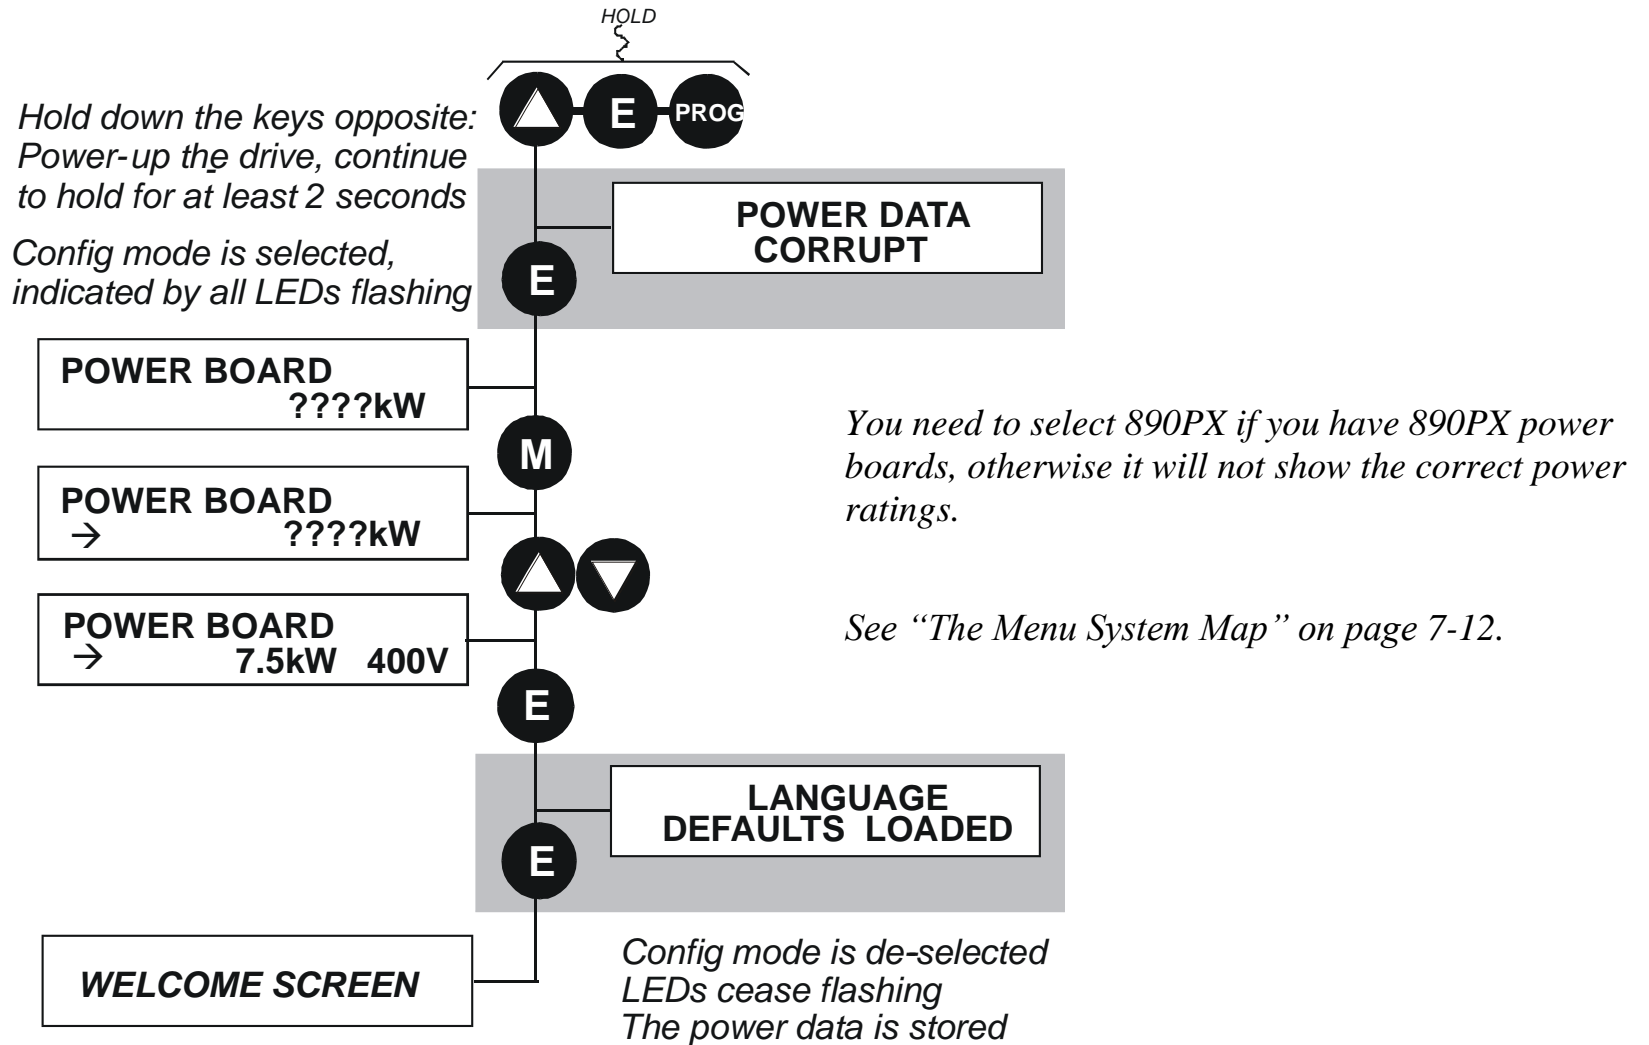 HOLD
E PROG
Hold down the keys opposite:
Power-up the drive, continue
to hold for at least 2 seconds
POWER DATA
CORRUPT
Config mode is selected,
indicated by all LEDs flashing
E
POWER BOARD
????kW
M
You need to select 890PX if you have 890PX power
boards, otherwise it will not show the correct power
ratings.
POWER BOARD
→ ????kW
POWER BOARD
→ 7.5kW 400V
See “The Menu System Map” on page 7-12.
E
LANGUAGE
DEFAULTS LOADED
E
WELCOME SCREEN
Config mode is de-selected
LEDs cease flashing
The power data is stored